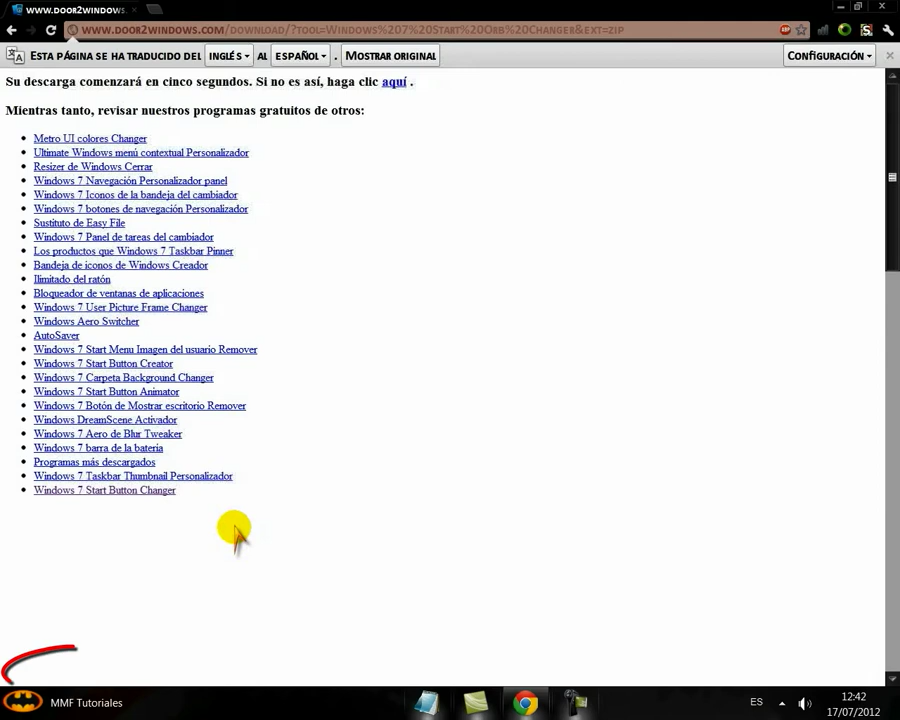 www.door2windows.
www.door2windows.com/download/?tool=Windows%207%20Start%20Orb%20Changer&ext=zip
Esta página se ha traducido del inglés al español. Mostrar original Configuración
Su descarga comenzará en cinco segundos. Si no es así, haga clic aquí .
Mientras tanto, revisar nuestros programas gratuitos de otros:
Metro UI colores Changer
Ultimate Windows menú contextual Personalizador
Resizer de Windows Cerrar
Windows 7 Navegación Personalizador panel
Windows 7 Iconos de la bandeja del cambiador
Windows 7 botones de navegación Personalizador
Sustituto de Easy File
Windows 7 Panel de tareas del cambiador
Los productos que Windows 7 Taskbar Pinner
Bandeja de iconos de Windows Creador
Ilimitado del ratón
Bloqueador de ventanas de aplicaciones
Windows 7 User Picture Frame Changer
Windows Aero Switcher
AutoSaver
Windows 7 Start Menu Imagen del usuario Remover
Windows 7 Start Button Creator
Windows 7 Carpeta Background Changer
Windows 7 Start Button Animator
Windows 7 Botón de Mostrar escritorio Remover
Windows DreamScene Activador
Windows 7 Aero de Blur Tweaker
Windows 7 barra de la batería
Programas más descargados
Windows 7 Taskbar Thumbnail Personalizador
Windows 7 Start Button Changer
MMF Tutoriales
ES
12:42
17/07/2012